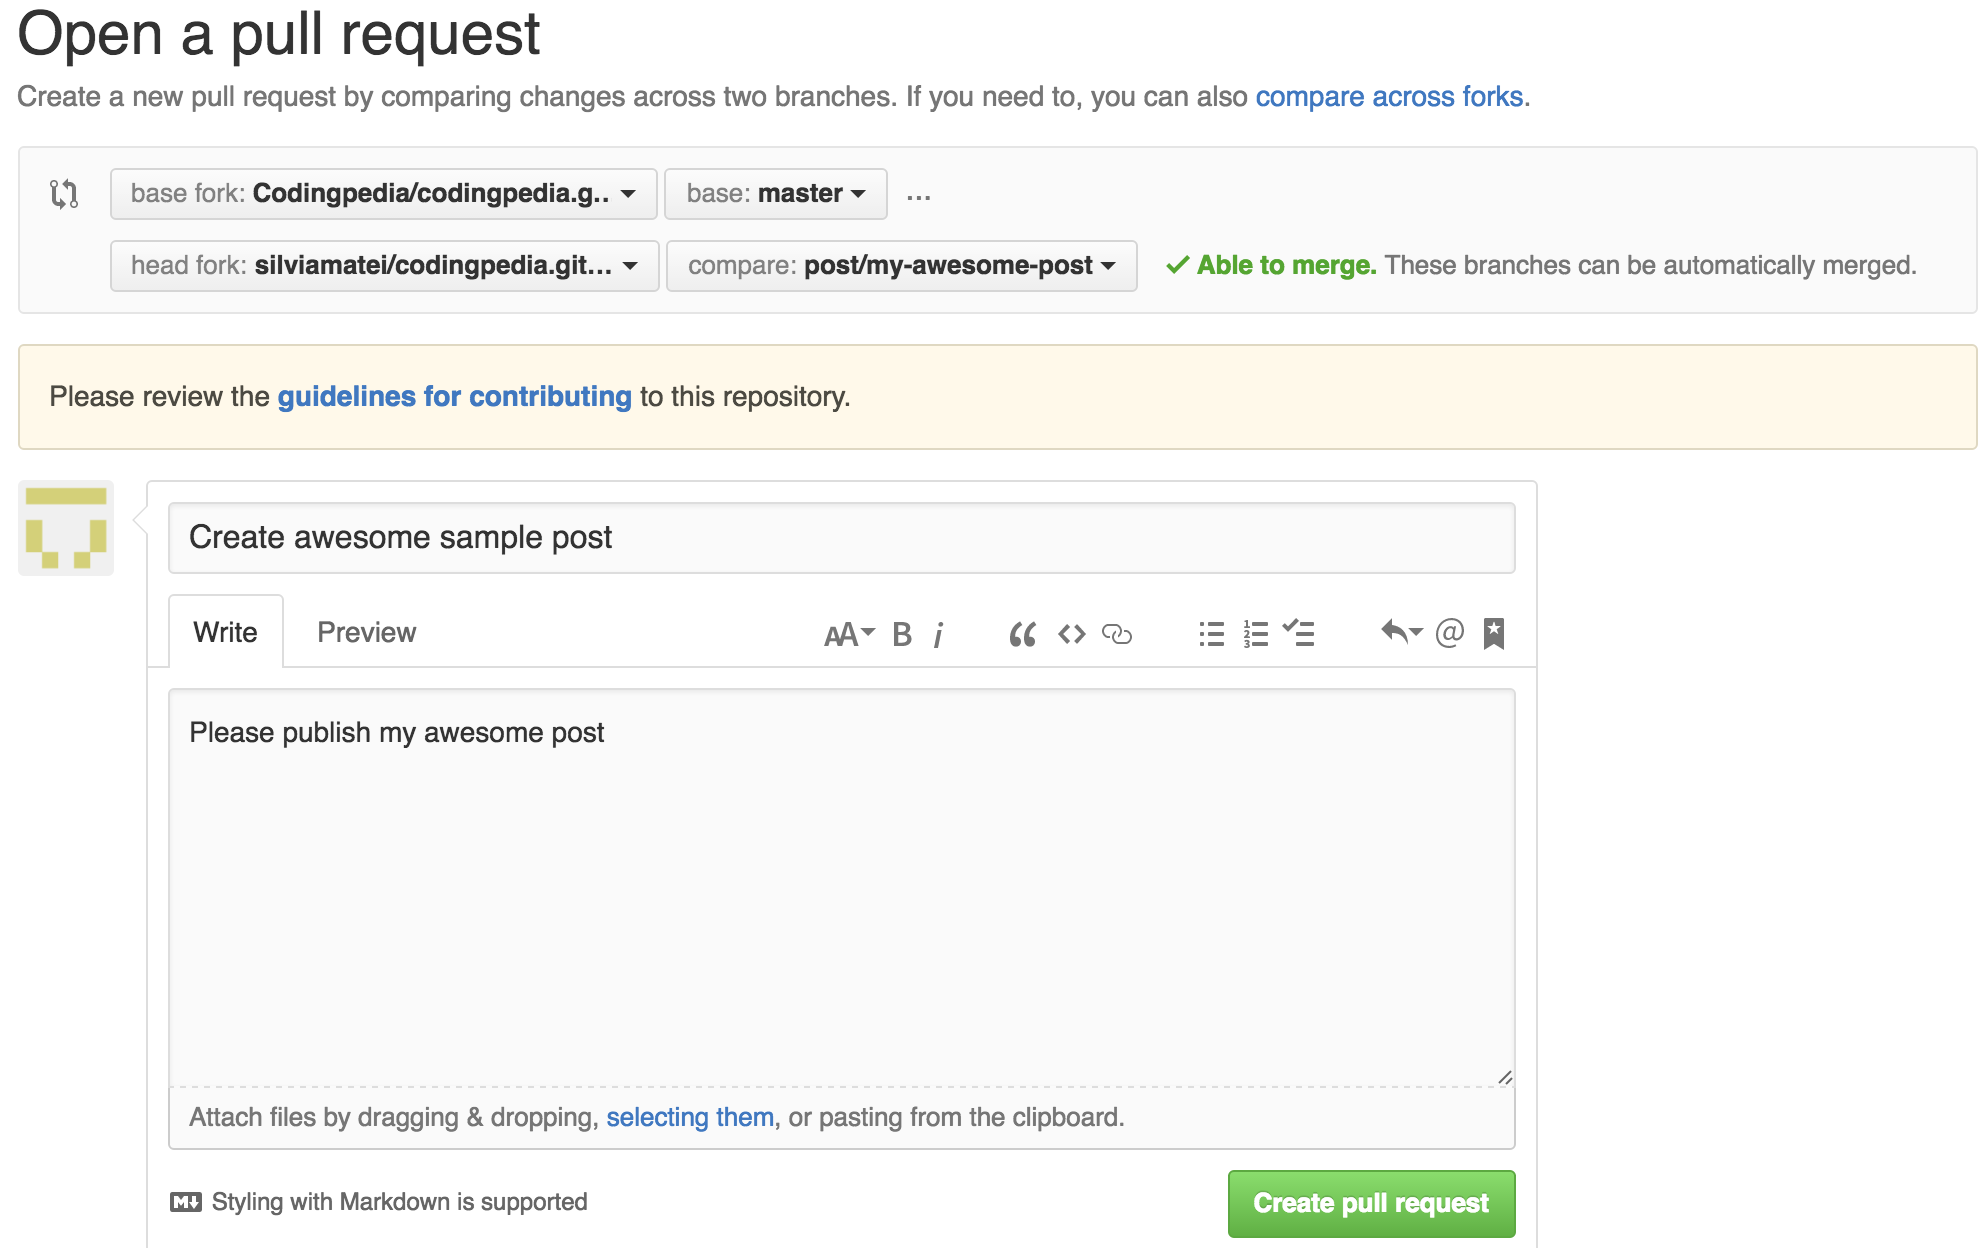 Open a pull request
Create a new pull request by comparing changes across two branches. If you need to, you can also compare across forks.
base fork: Codingpedia/codingpedia.g.. base: master ...
head fork: silviamatei/codingpedia.git... compare: post/my-awesome-post Able to merge. These branches can be automatically merged.
Please review the guidelines for contributing to this repository.
Create awesome sample post
Write Preview AA B i @
Please publish my awesome post
Attach files by dragging & dropping, selecting them, or pasting from the clipboard.
M Styling with Markdown is supported
Create pull request